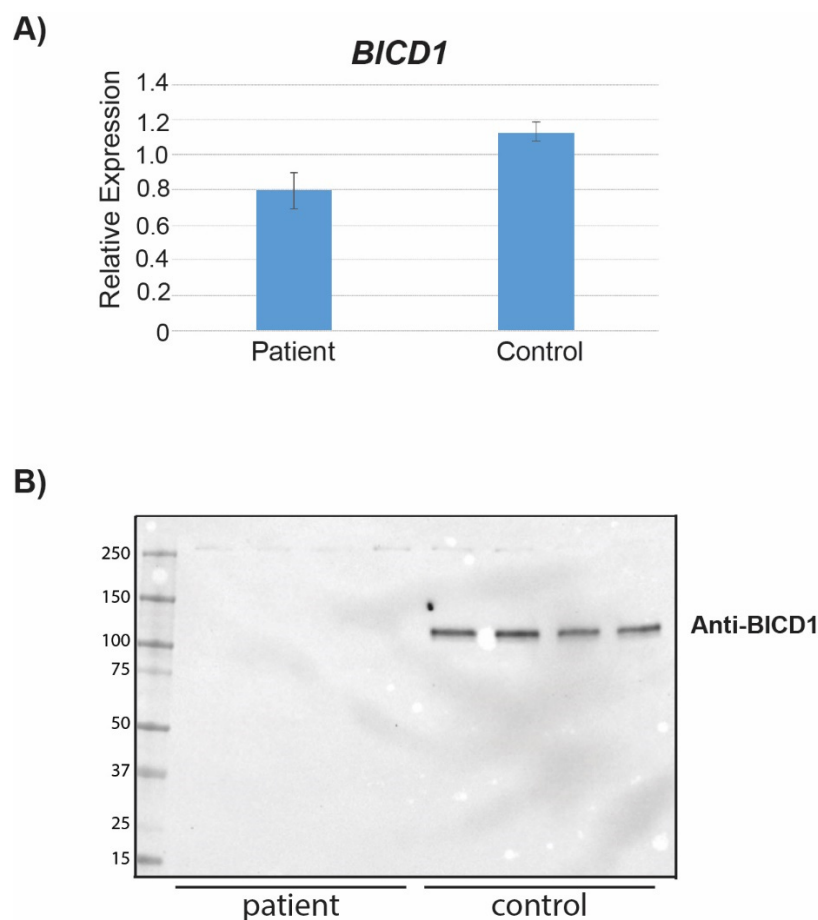 A)
BICD1
Relative Expression
1.4
1.2
1.0
0.8
0.6
0.4
0.2
0
Patient Control
B)
250
150
100
75
50
37
25
15
Anti-BICD1
patient control